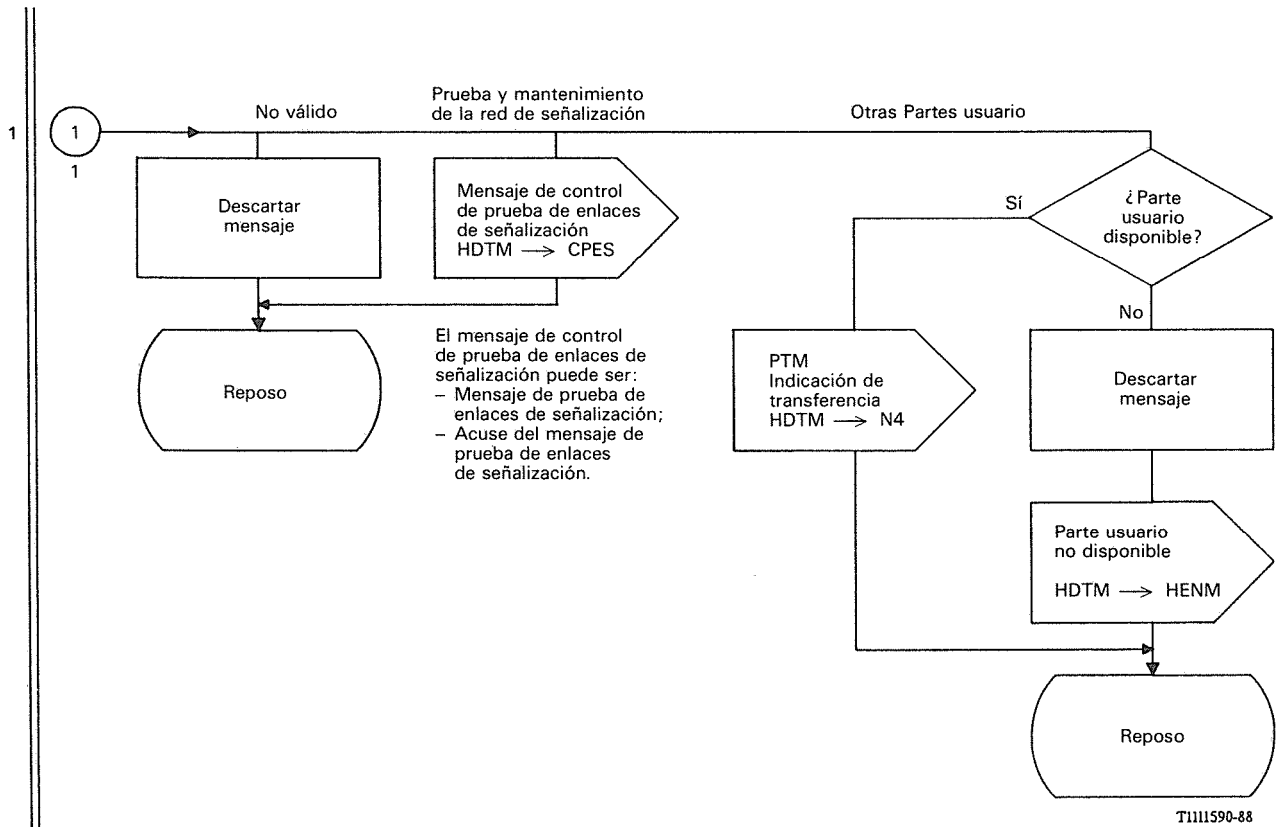 1
1
1
No válido
Prueba y mantenimiento
de la red de señalización
Otras Partes usuario
Descartar
mensaje
Mensaje de control
de prueba de enlaces
de señalización
HDTM → CPES
Sí
¿Parte
usuario
disponible?
No
Reposo
El mensaje de control
de prueba de enlaces de
señalización puede ser:
– Mensaje de prueba de
enlaces de señalización;
– Acuse del mensaje de
prueba de enlaces
de señalización.
PTM
Indicación de
transferencia
HDTM → N4
Descartar
mensaje
Parte usuario
no disponible
HDTM → HENM
Reposo
T1111590-88